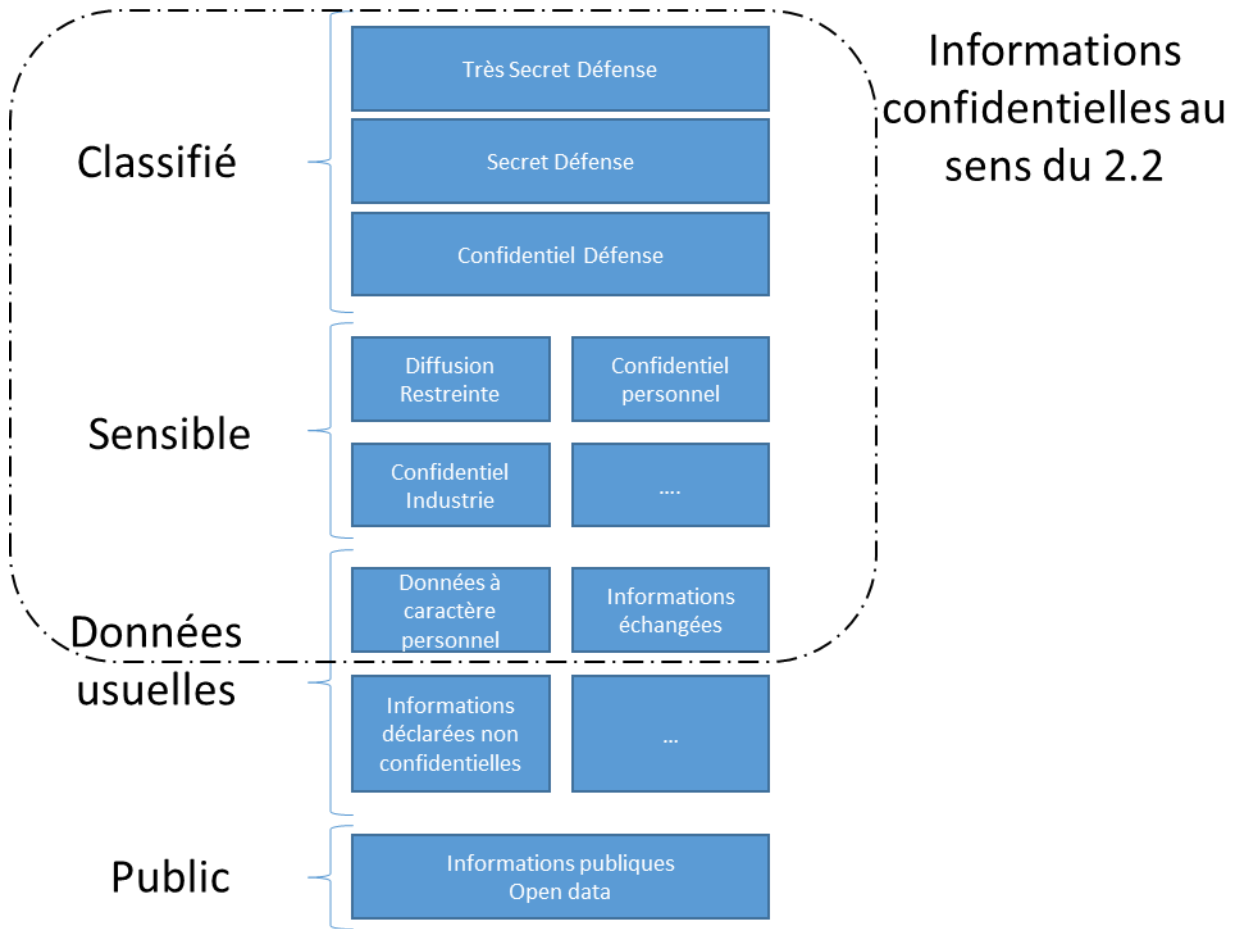 Informations
confidentielles au
sens du 2.2
Classifié
Très Secret Défense
Secret Défense
Confidentiel Défense
Sensible
Diffusion
Restreinte
Confidentiel
personnel
Confidentiel
Industrie
....
Données
usuelles
Données à
caractère
personnel
Informations
échangées
Informations
déclarées non
confidentielles
...
Public
Informations publiques
Open data